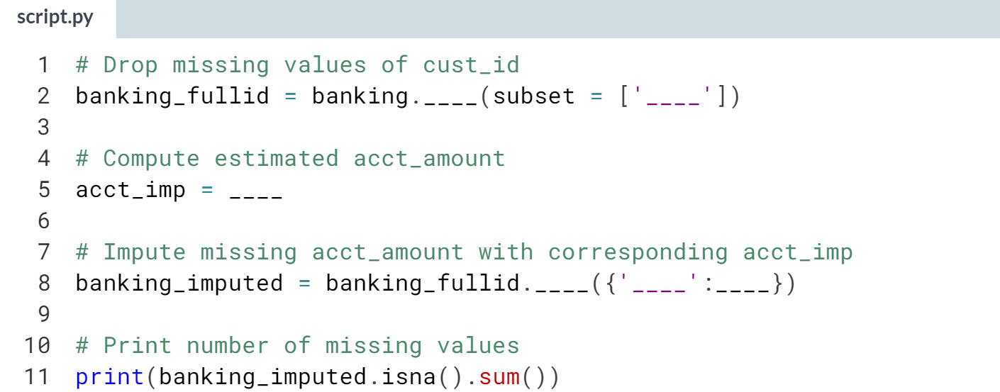 script.py
1 # Drop missing values of cust_id
2 banking_fullid = banking.____(subset = ['____'])
3
4 # Compute estimated acct_amount
5 acct_imp = ____
6
7 # Impute missing acct_amount with corresponding acct_imp
8 banking_imputed = banking_fullid.____({'____':____})
9
10 # Print number of missing values
11 print(banking_imputed.isna().sum())